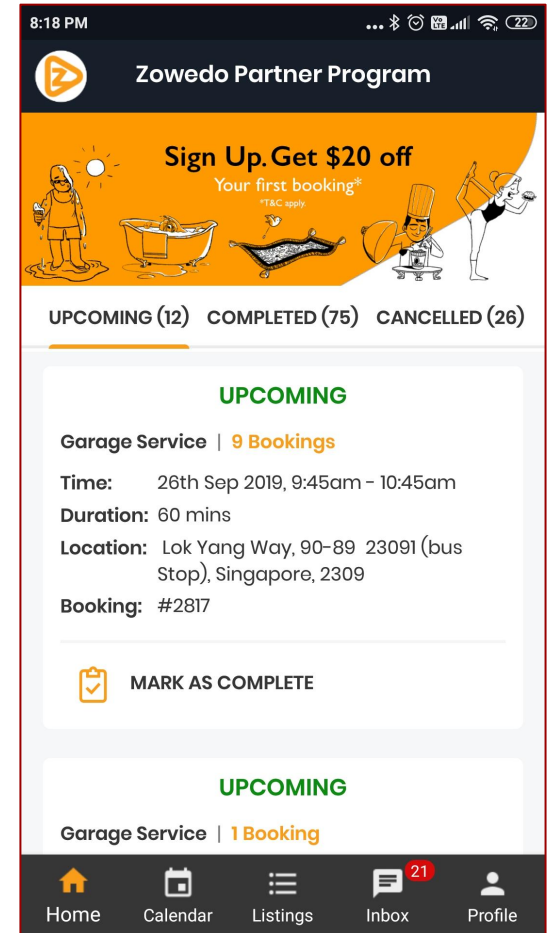 8:18 PM
Vo LTE
22
Zowedo Partner Program
Sign Up. Get $20 off
Your first booking*
*T&C apply
UPCOMING (12) COMPLETED (75) CANCELLED (26)
UPCOMING
Garage Service | 9 Bookings
Time: 26th Sep 2019, 9:45am - 10:45am
Duration: 60 mins
Location: Lok Yang Way, 90-89 23091 (bus
Stop), Singapore, 2309
Booking: #2817
MARK AS COMPLETE
UPCOMING
Garage Service | 1 Booking
21
Home Calendar Listings Inbox Profile